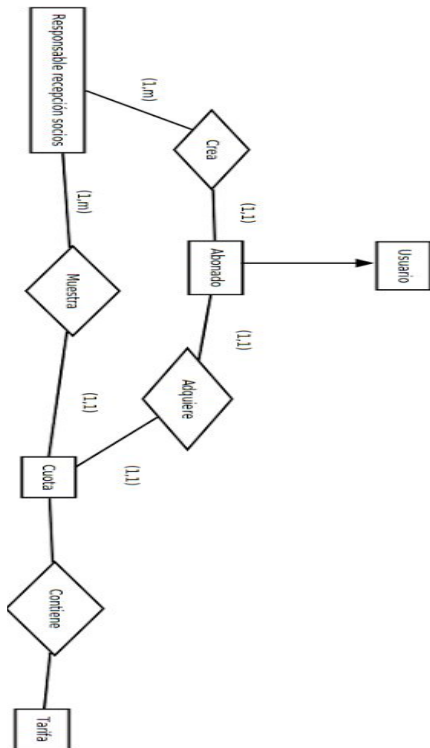 Usuario
Crea
(1,m)
(1,1)
Abonado
Responsable recepción socios
(1,1)
Adquiere
(1,m)
Muestra
(1,1)
(1,1)
Cuota
Contiene
Tarifa